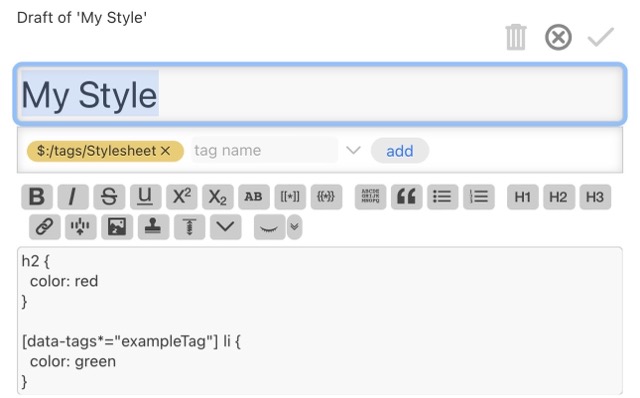 Draft of 'My Style'
My Style
$:/tags/Stylesheet × tag name add
B I S U X² X₂ AB [[*]] {{*}} H1 H2 H3
h2 {
  color: red
}

[data-tags*="exampleTag"] li {
  color: green
}